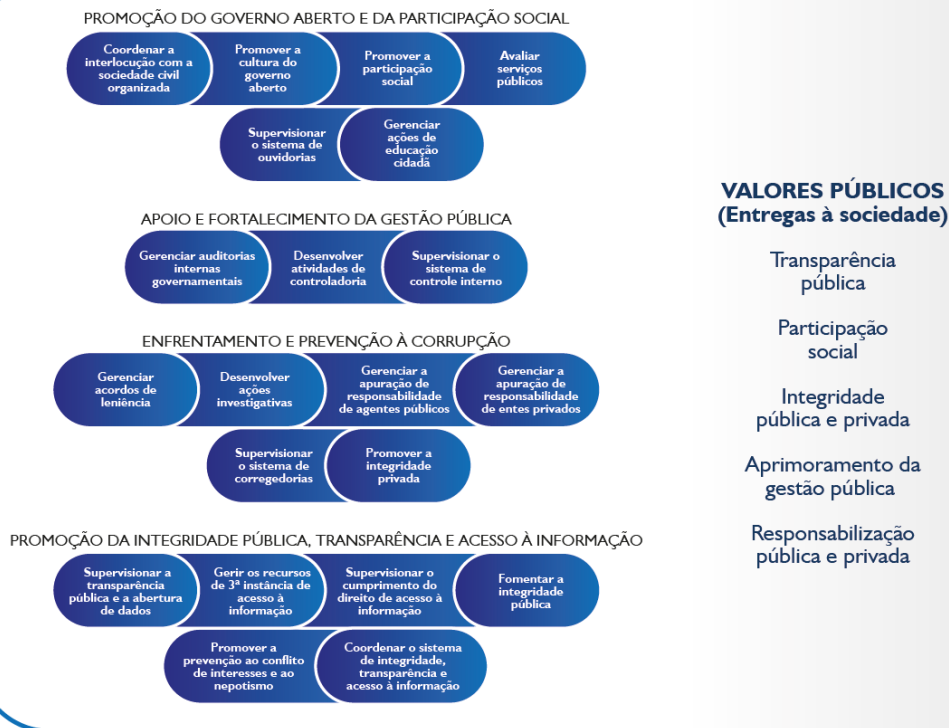 PROMOÇÃO DO GOVERNO ABERTO E DA PARTICIPAÇÃO SOCIAL
Coordenar a
interlocução com a
sociedade civil
organizada
Promover a
cultura do
governo
aberto
Promover a
participação
social
Avaliar
serviços
públicos
Supervisionar
o sistema de
ouvidorias
Gerenciar
ações de
educação
cidadã
APOIO E FORTALECIMENTO DA GESTÃO PÚBLICA
Gerenciar auditorias
internas
governamentais
Desenvolver
atividades de
controladoria
Supervisionar o
sistema de
controle interno
ENFRENTAMENTO E PREVENÇÃO À CORRUPÇÃO
Gerenciar
acordos de
leniência
Desenvolver
ações
investigativas
Gerenciar a
apuração de
responsabilidade
de agentes públicos
Gerenciar a
apuração de
responsabilidade
de entes privados
Supervisionar
o sistema de
corregedorias
Promover a
integridade
privada
PROMOÇÃO DA INTEGRIDADE PÚBLICA, TRANSPARÊNCIA E ACESSO À INFORMAÇÃO
Supervisionar a
transparência
pública e a abertura
de dados
Gerir os recursos
de 3ª instância de
acesso à
informação
Supervisionar o
cumprimento do
direito de acesso à
informação
Fomentar a
integridade
pública
Promover a
prevenção ao conflito
de interesses e ao
nepotismo
Coordenar o sistema
de integridade,
transparência e
acesso à informação
VALORES PÚBLICOS
(Entregas à sociedade)
Transparência
pública
Participação
social
Integridade
pública e privada
Aprimoramento da
gestão pública
Responsabilização
pública e privada